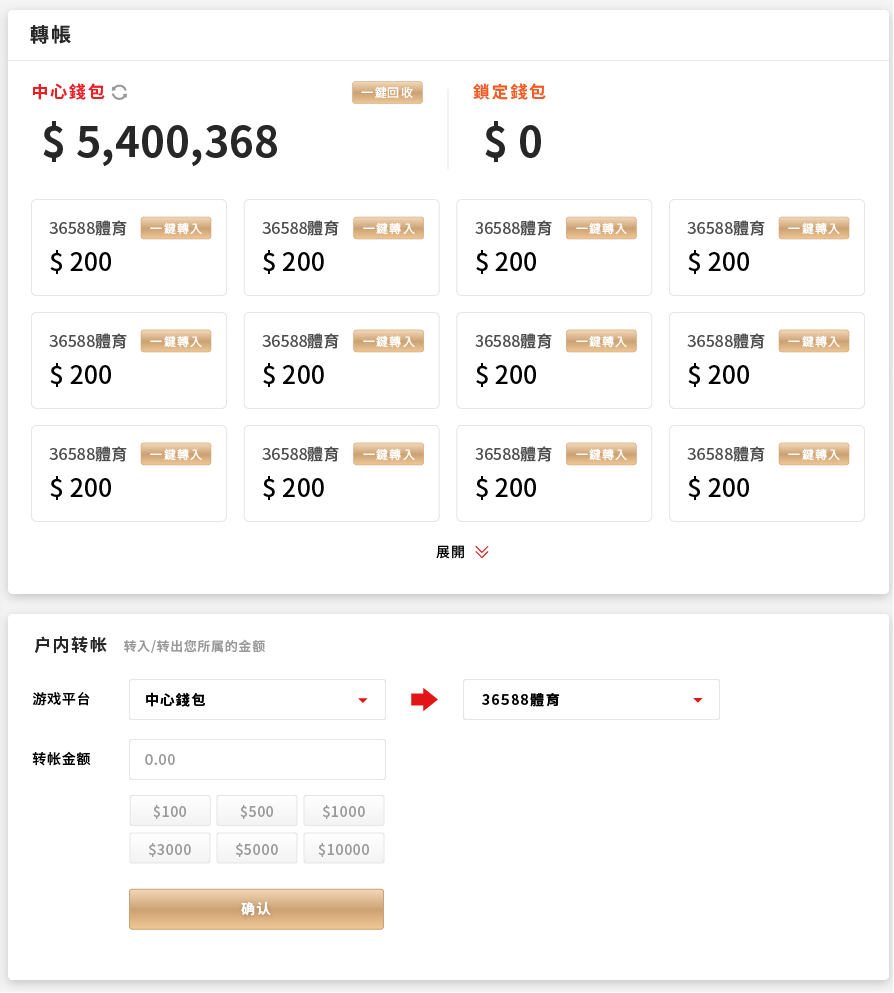 轉帳
中心錢包 一鍵回收 鎖定錢包
$ 5,400,368 $ 0
36588體育 一鍵轉入 36588體育 一鍵轉入 36588體育 一鍵轉入 36588體育 一鍵轉入
$ 200 $ 200 $ 200 $ 200
36588體育 一鍵轉入 36588體育 一鍵轉入 36588體育 一鍵轉入 36588體育 一鍵轉入
$ 200 $ 200 $ 200 $ 200
36588體育 一鍵轉入 36588體育 一鍵轉入 36588體育 一鍵轉入 36588體育 一鍵轉入
$ 200 $ 200 $ 200 $ 200
展開
户内转帐 转入/转出您所属的金额
游戏平台 中心錢包 36588體育
转帐金额 0.00
$100 $500 $1000
$3000 $5000 $10000
确认